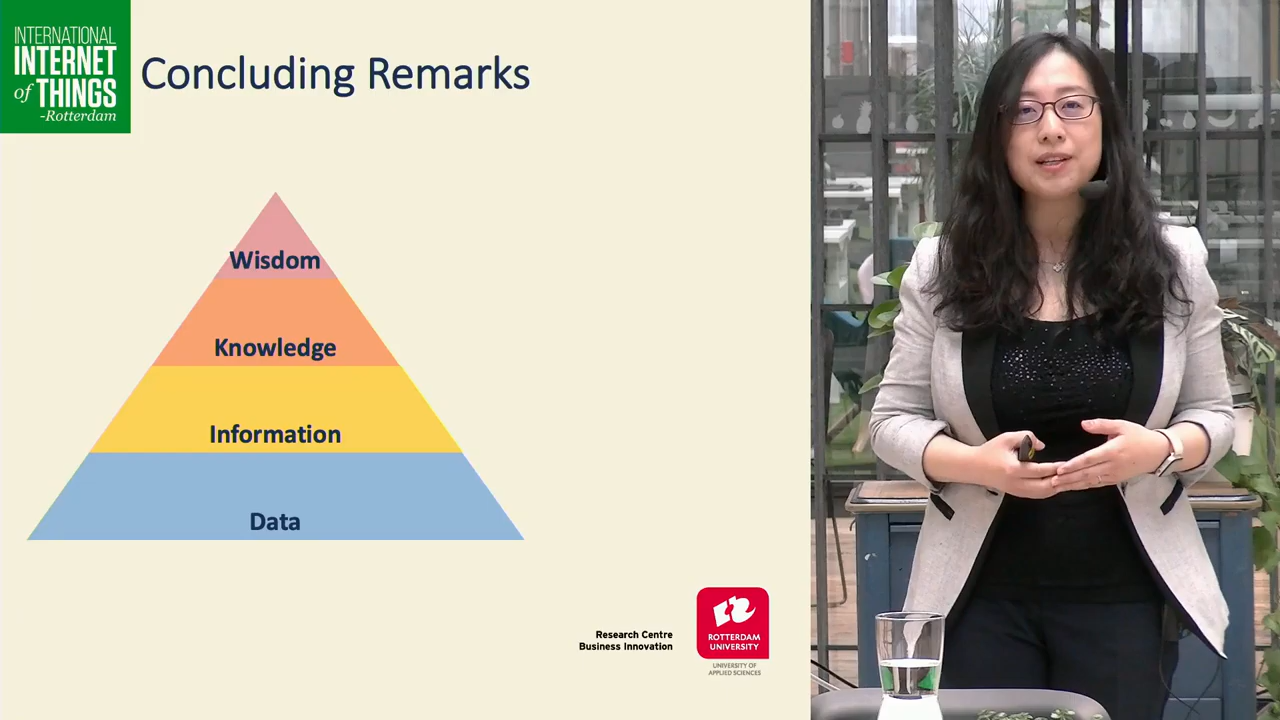 INTERNATIONAL
INTERNET
of THINGS
-Rotterdam
Concluding Remarks
Wisdom
Knowledge
Information
Data
Research Centre
Business Innovation
ROTTERDAM
UNIVERSITY
UNIVERSITY
OF APPLIED SCIENCES